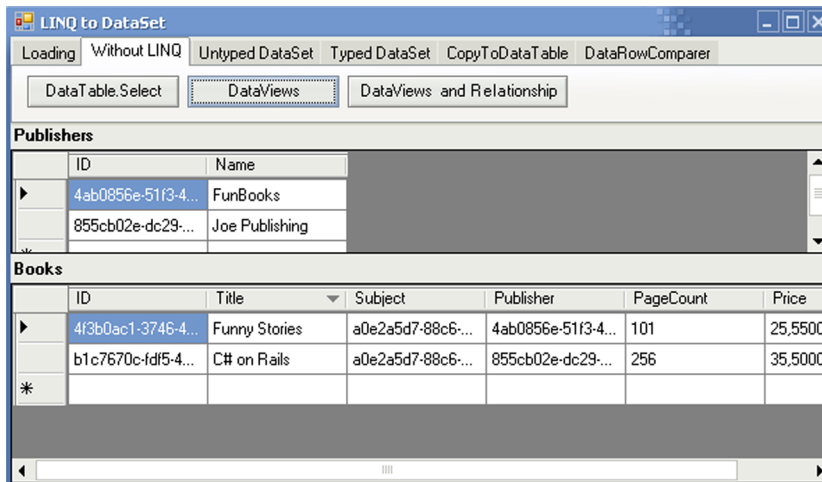 LINQ to DataSet
Loading Without LINQ Untyped DataSet Typed DataSet CopyToDataTable DataRowComparer
DataTable.Select DataViews DataViews and Relationship
Publishers
ID Name
4ab0856e-51f3-4... FunBooks
855cb02e-dc29-... Joe Publishing
Books
ID Title Subject Publisher PageCount Price
4f3b0ac1-3746-4... Funny Stories a0e2a5d7-88c6-... 4ab0856e-51f3-4... 101 25,5500
b1c7670c-fdf5-4... C# on Rails a0e2a5d7-88c6-... 855cb02e-dc29-... 256 35,5000